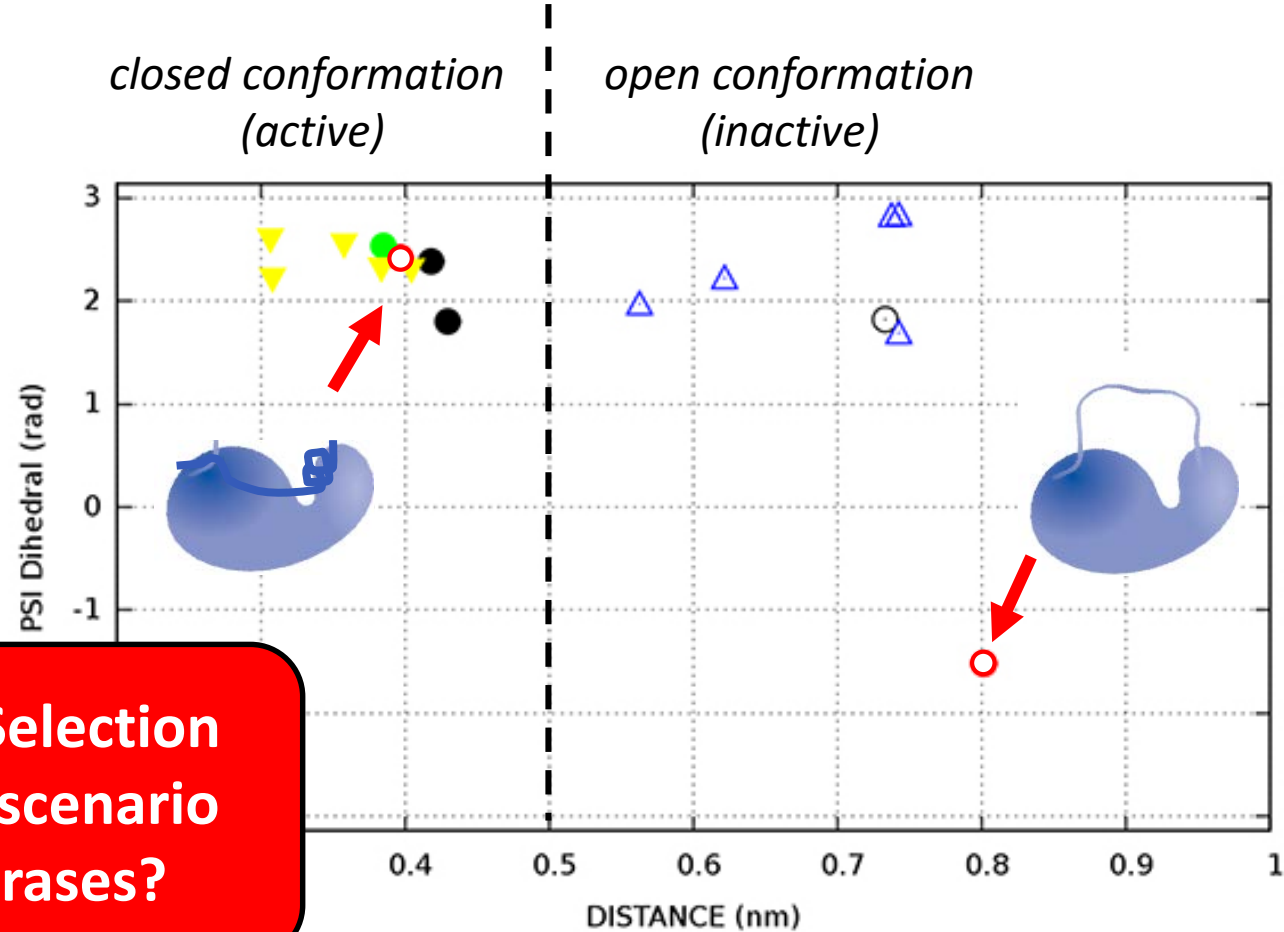 closed conformation
(active)
open conformation
(inactive)
3
2
1
0
-1
PSI Dihedral (rad)
Selection
scenario
rases?
0.4
0.5
0.6
0.7
0.8
0.9
1
DISTANCE (nm)